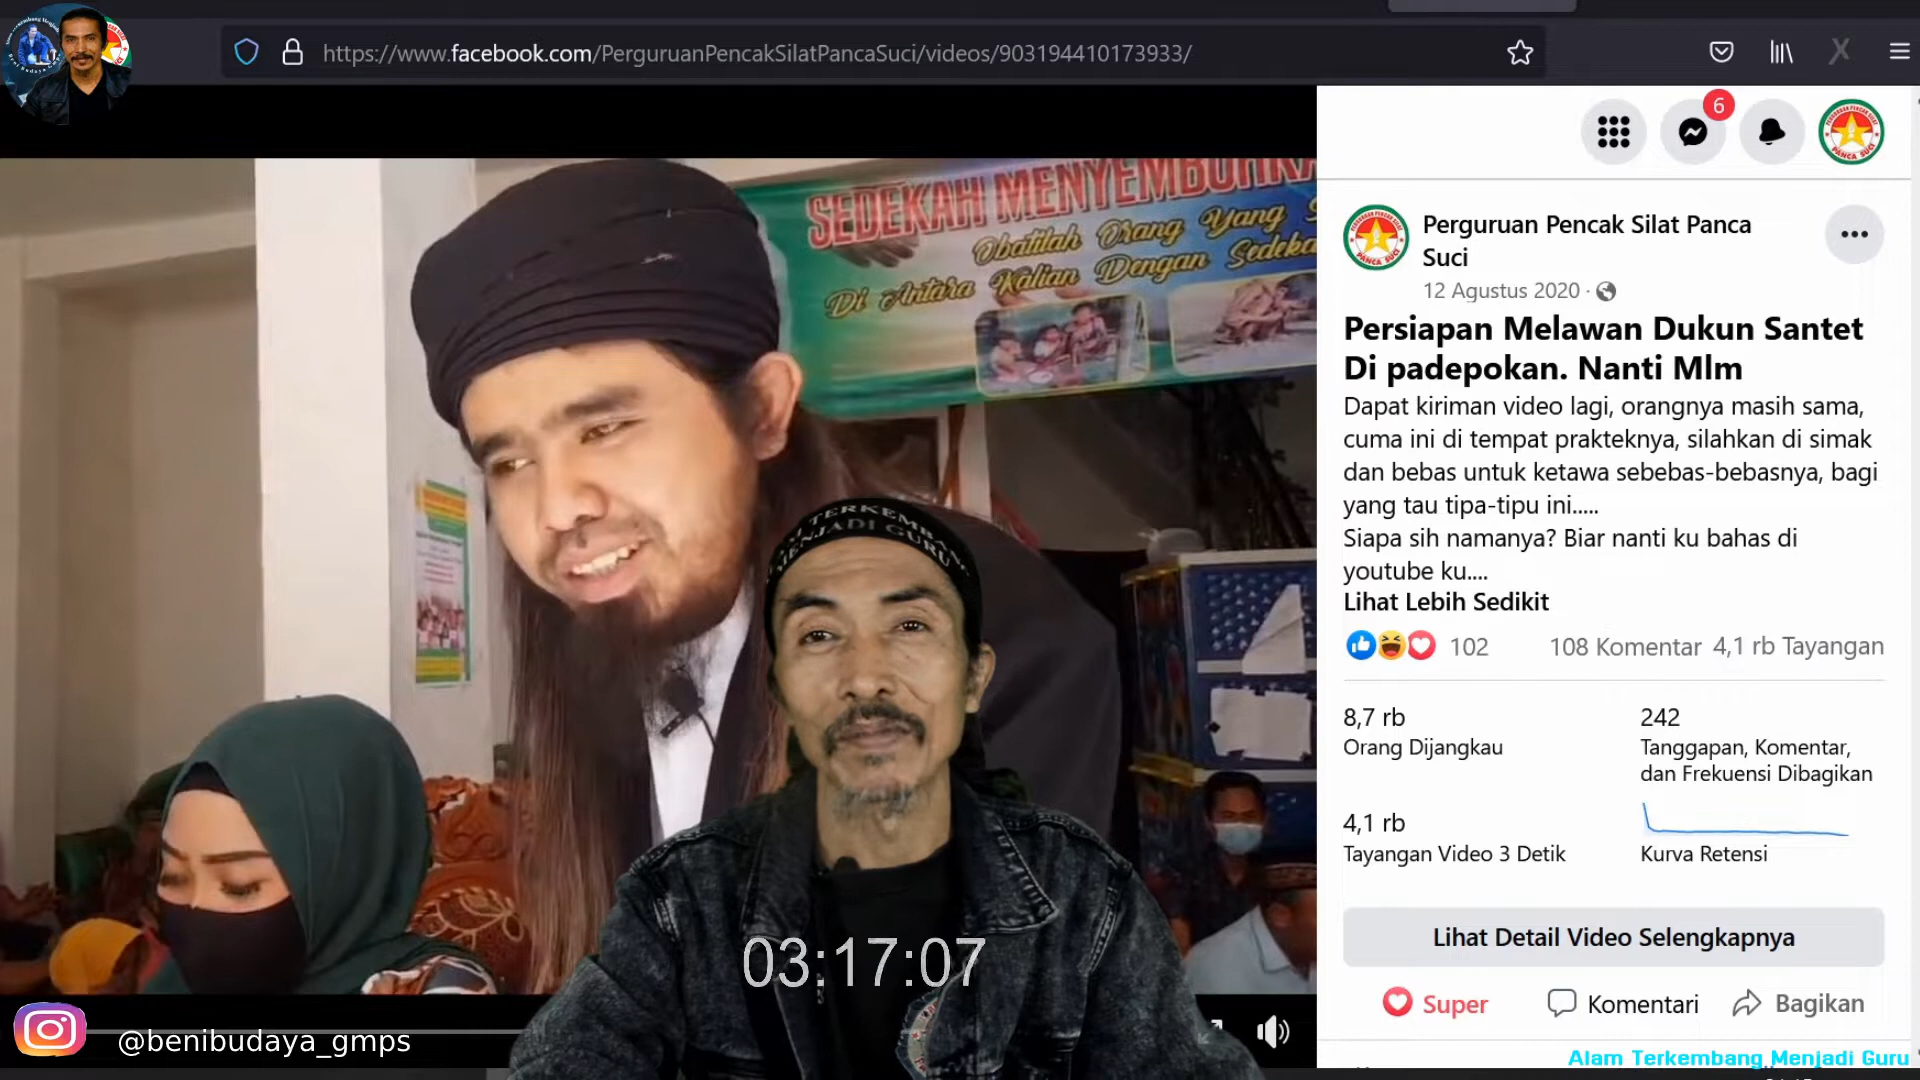 https://www.facebook.com/PerguruanPencakSilatPancaSuci/videos/903194410173933/
6
SEDEKAH
Obatilah Orang Yang
Di Antara Kalian Dengan
Perguruan Pencak Silat Panca
Suci
12 Agustus 2020 ·
Persiapan Melawan Dukun Santet
Di padepokan. Nanti Mlm
Dapat kiriman video lagi, orangnya masih sama,
cuma ini di tempat prakteknya, silahkan di simak
dan bebas untuk ketawa sebebas-bebasnya, bagi
yang tau tipa-tipu ini.....
Siapa sih namanya? Biar nanti ku bahas di
youtube ku....
Lihat Lebih Sedikit
102
108 Komentar
4,1 rb Tayangan
8,7 rb
Orang Dijangkau
242
Tanggapan, Komentar,
dan Frekuensi Dibagikan
4,1 rb
Tayangan Video 3 Detik
Kurva Retensi
Lihat Detail Video Selengkapnya
Super
Komentari
Bagikan
TERKEMBANG
MENJADI GURU
03:17:07
@benibudaya_gmps
Alam Terkembang Menjadi Guru